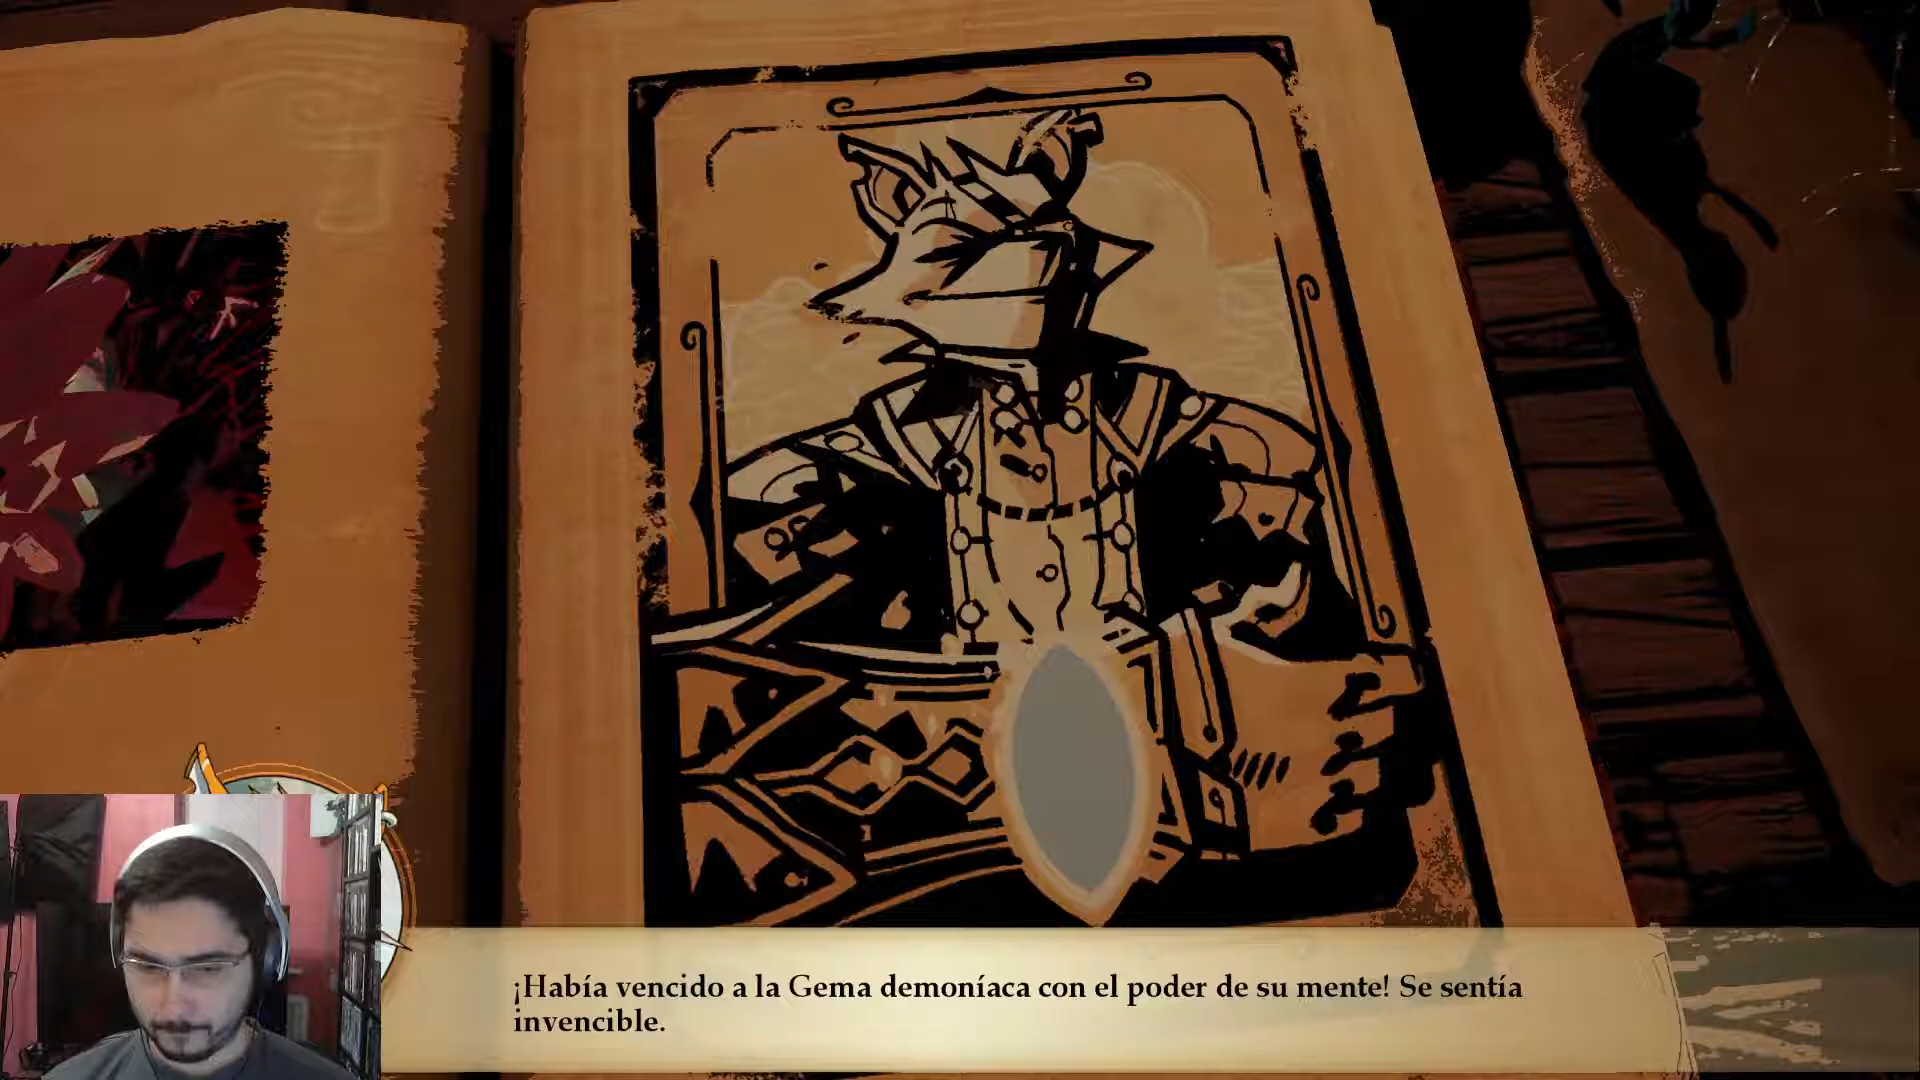 ¡Había vencido a la Gema demoníaca con el poder de su mente! Se sentía
invencible.